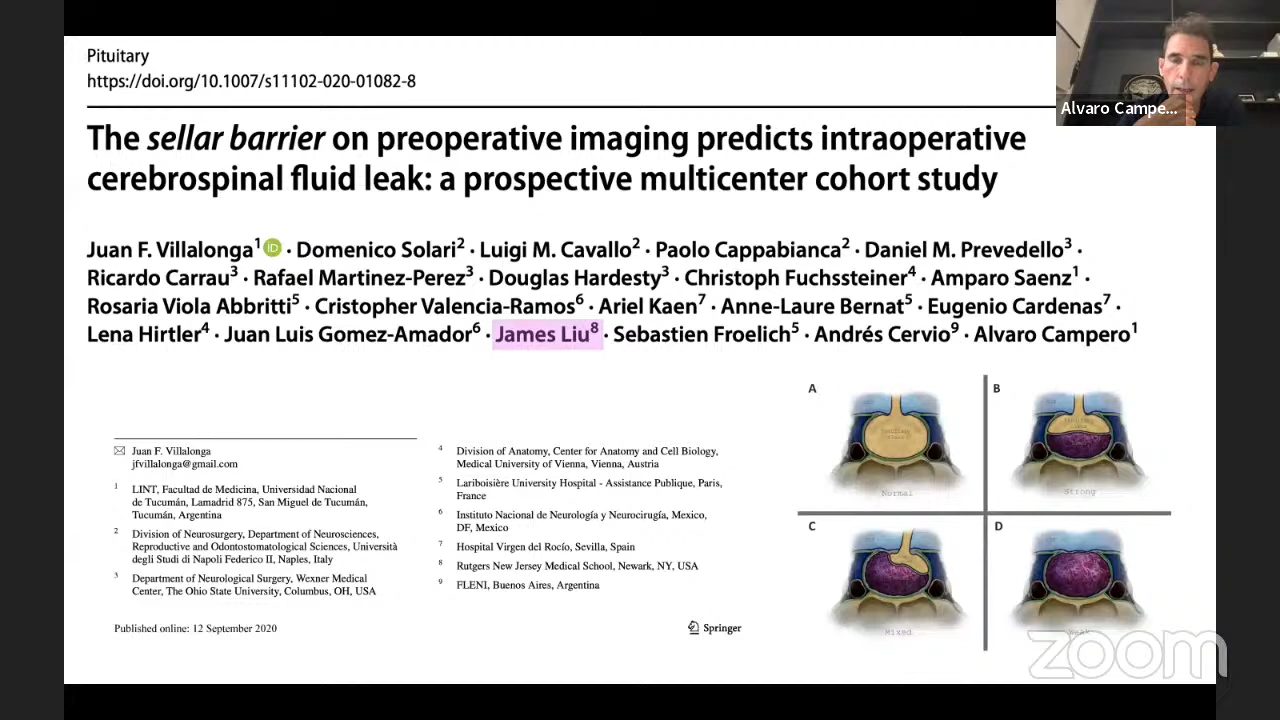 Pituitary
https://doi.org/10.1007/s11102-020-01082-8
Alvaro Campe...
The sellar barrier on preoperative imaging predicts intraoperative
cerebrospinal fluid leak: a prospective multicenter cohort study
Juan F. Villalonga1 iD · Domenico Solari2 · Luigi M. Cavallo2 · Paolo Cappabianca2 · Daniel M. Prevedello3 ·
Ricardo Carrau3 · Rafael Martinez-Perez3 · Douglas Hardesty3 · Christoph Fuchssteiner4 · Amparo Saenz1 ·
Rosaria Viola Abbritti5 · Cristopher Valencia-Ramos6 · Ariel Kaen7 · Anne-Laure Bernat5 · Eugenio Cardenas7 ·
Lena Hirtler4 · Juan Luis Gomez-Amador6 · James Liu8 · Sebastien Froelich5 · Andrés Cervio9 · Alvaro Campero1
Juan F. Villalonga
jfvillalonga@gmail.com
1 LINT, Facultad de Medicina, Universidad Nacional
de Tucumán, Lamadrid 875, San Miguel de Tucumán,
Tucumán, Argentina
2 Division of Neurosurgery, Department of Neurosciences,
Reproductive and Odontostomatological Sciences, Università
degli Studi di Napoli Federico II, Naples, Italy
3 Department of Neurological Surgery, Wexner Medical
Center, The Ohio State University, Columbus, OH, USA
4 Division of Anatomy, Center for Anatomy and Cell Biology,
Medical University of Vienna, Vienna, Austria
5 Lariboisière University Hospital - Assistance Publique, Paris,
France
6 Instituto Nacional de Neurología y Neurocirugía, Mexico,
DF, Mexico
7 Hospital Virgen del Rocío, Sevilla, Spain
8 Rutgers New Jersey Medical School, Newark, NY, USA
9 FLENI, Buenos Aires, Argentina
Published online: 12 September 2020
Springer
A
Normal
B
Strong
C
Mixed
D
zoom